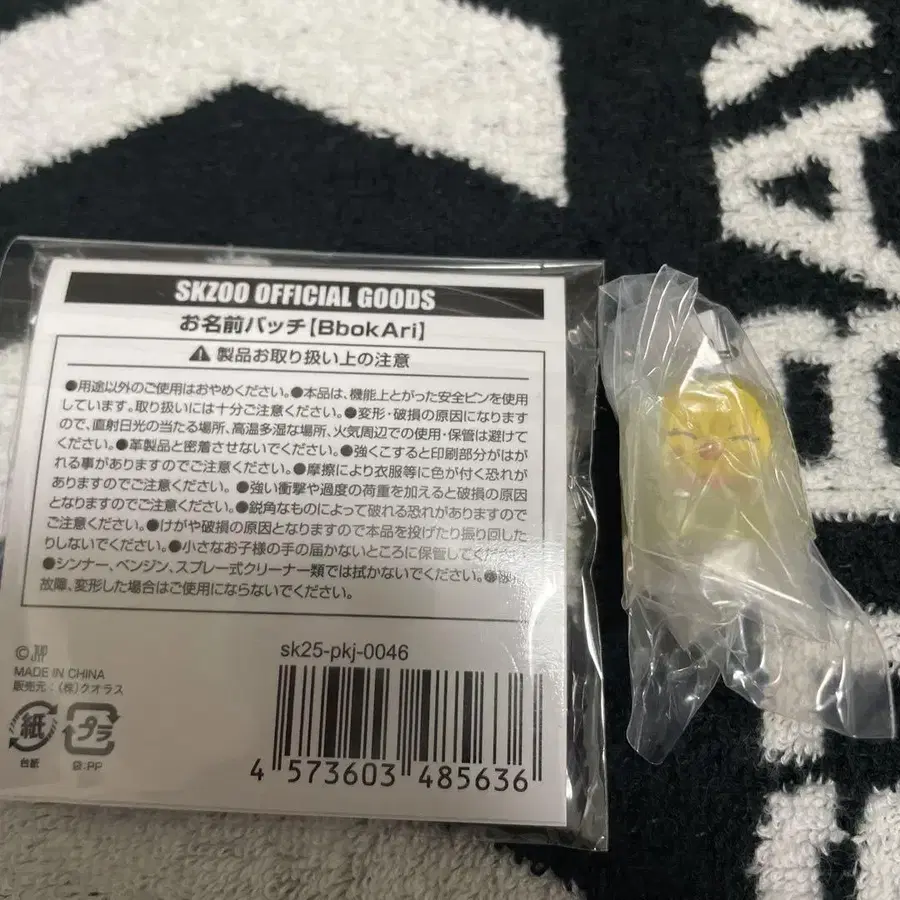 SKZOO OFFICIAL GOODS
お名前バッチ【BbokAri】
⚠ 製品お取り扱い上の注意
●用途以外のご使用はおやめください。●本品は、機能上とがった安全ピンを使用
しています。取り扱いには十分ご注意ください。●変形・破損の原因になります
ので、直射日光の当たる場所、高温多湿な場所、火気周辺での使用・保管は避けて
ください。●革製品と密着させないでください。●強くこすると印刷部分がはが
れる事がありますのでご注意ください。●摩擦により衣服等に色が付く恐れが
ありますのでご注意ください。●強い衝撃や過度の荷重を加えると破損の原因
となりますのでご注意ください。●鋭角なものによって破れる恐れがありますので
ご注意ください。●けがや破損の原因となりますので本品を投げたり振り回した
りしないでください。●小さなお子様の手の届かないところに保管してください。
●シンナー、ベンジン、スプレー式クリーナー類では拭かないでください。
故障、変形した場合はご使用にならないでください。
© JYP
MADE IN CHINA
販売元：(株)クオラス
紙
台紙
プラ
袋:PP
sk25-pkj-0046
4 573603 485636